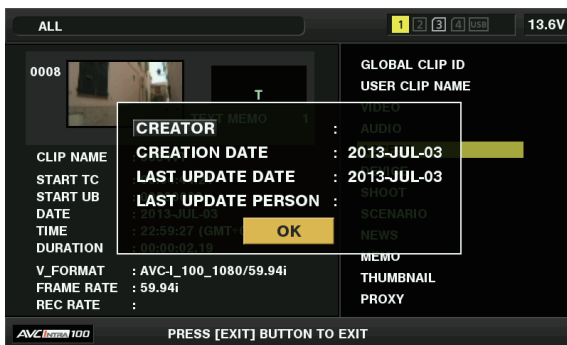 ALL
1 2 3 4 USB
13.6V
0008
T
TEXT MEMO 1
CLIP NAME :
START TC :
START UB :
DATE : 2013-JUL-03
TIME : 22:59:27 (GMT
DURATION : 00:00:02.19
V_FORMAT : AVC-I_100_1080/59.94i
FRAME RATE : 59.94i
REC RATE :
GLOBAL CLIP ID
USER CLIP NAME
VIDEO
AUDIO
SHOOT
SCENARIO
NEWS
MEMO
THUMBNAIL
PROXY
CREATOR :
CREATION DATE : 2013-JUL-03
LAST UPDATE DATE : 2013-JUL-03
LAST UPDATE PERSON :
OK
AVC INTRA 100
PRESS [EXIT] BUTTON TO EXIT